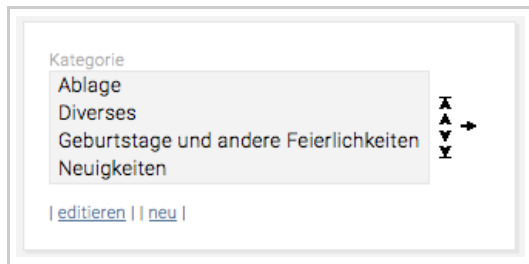 Kategorie
Ablage
Diverses
Geburtstage und andere Feierlichkeiten
Neuigkeiten
| editieren | | neu |